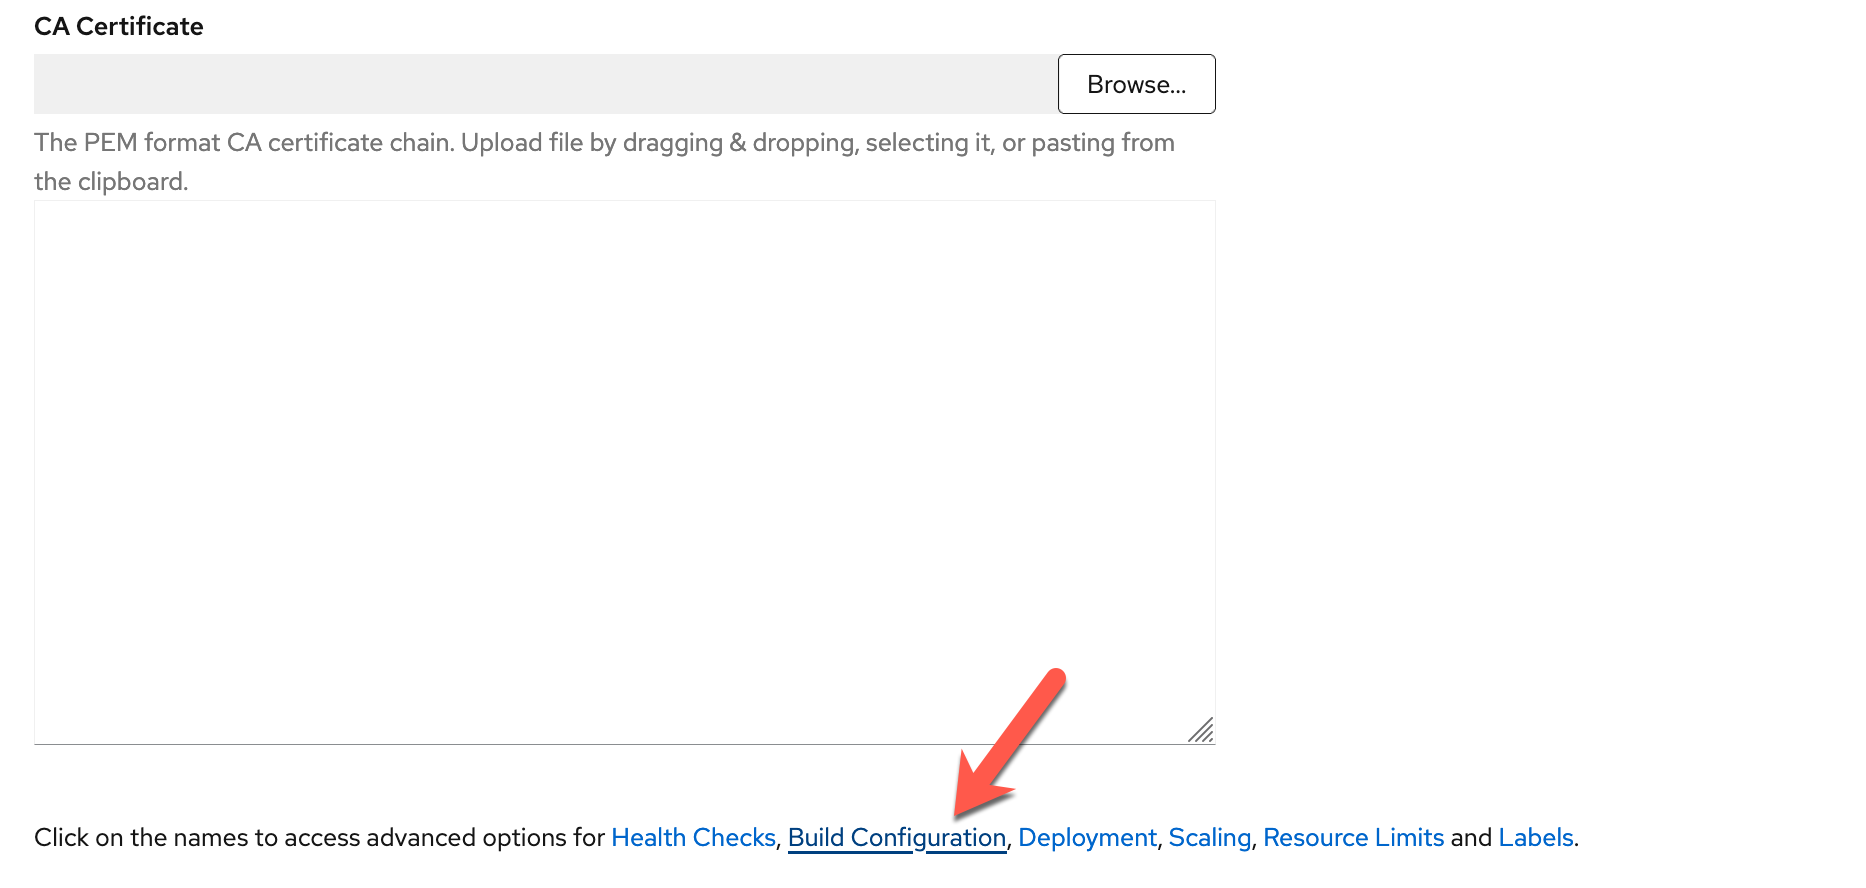 CA Certificate
Browse...
The PEM format CA certificate chain. Upload file by dragging & dropping, selecting it, or pasting from
the clipboard.
Click on the names to access advanced options for Health Checks, Build Configuration, Deployment, Scaling, Resource Limits and Labels.